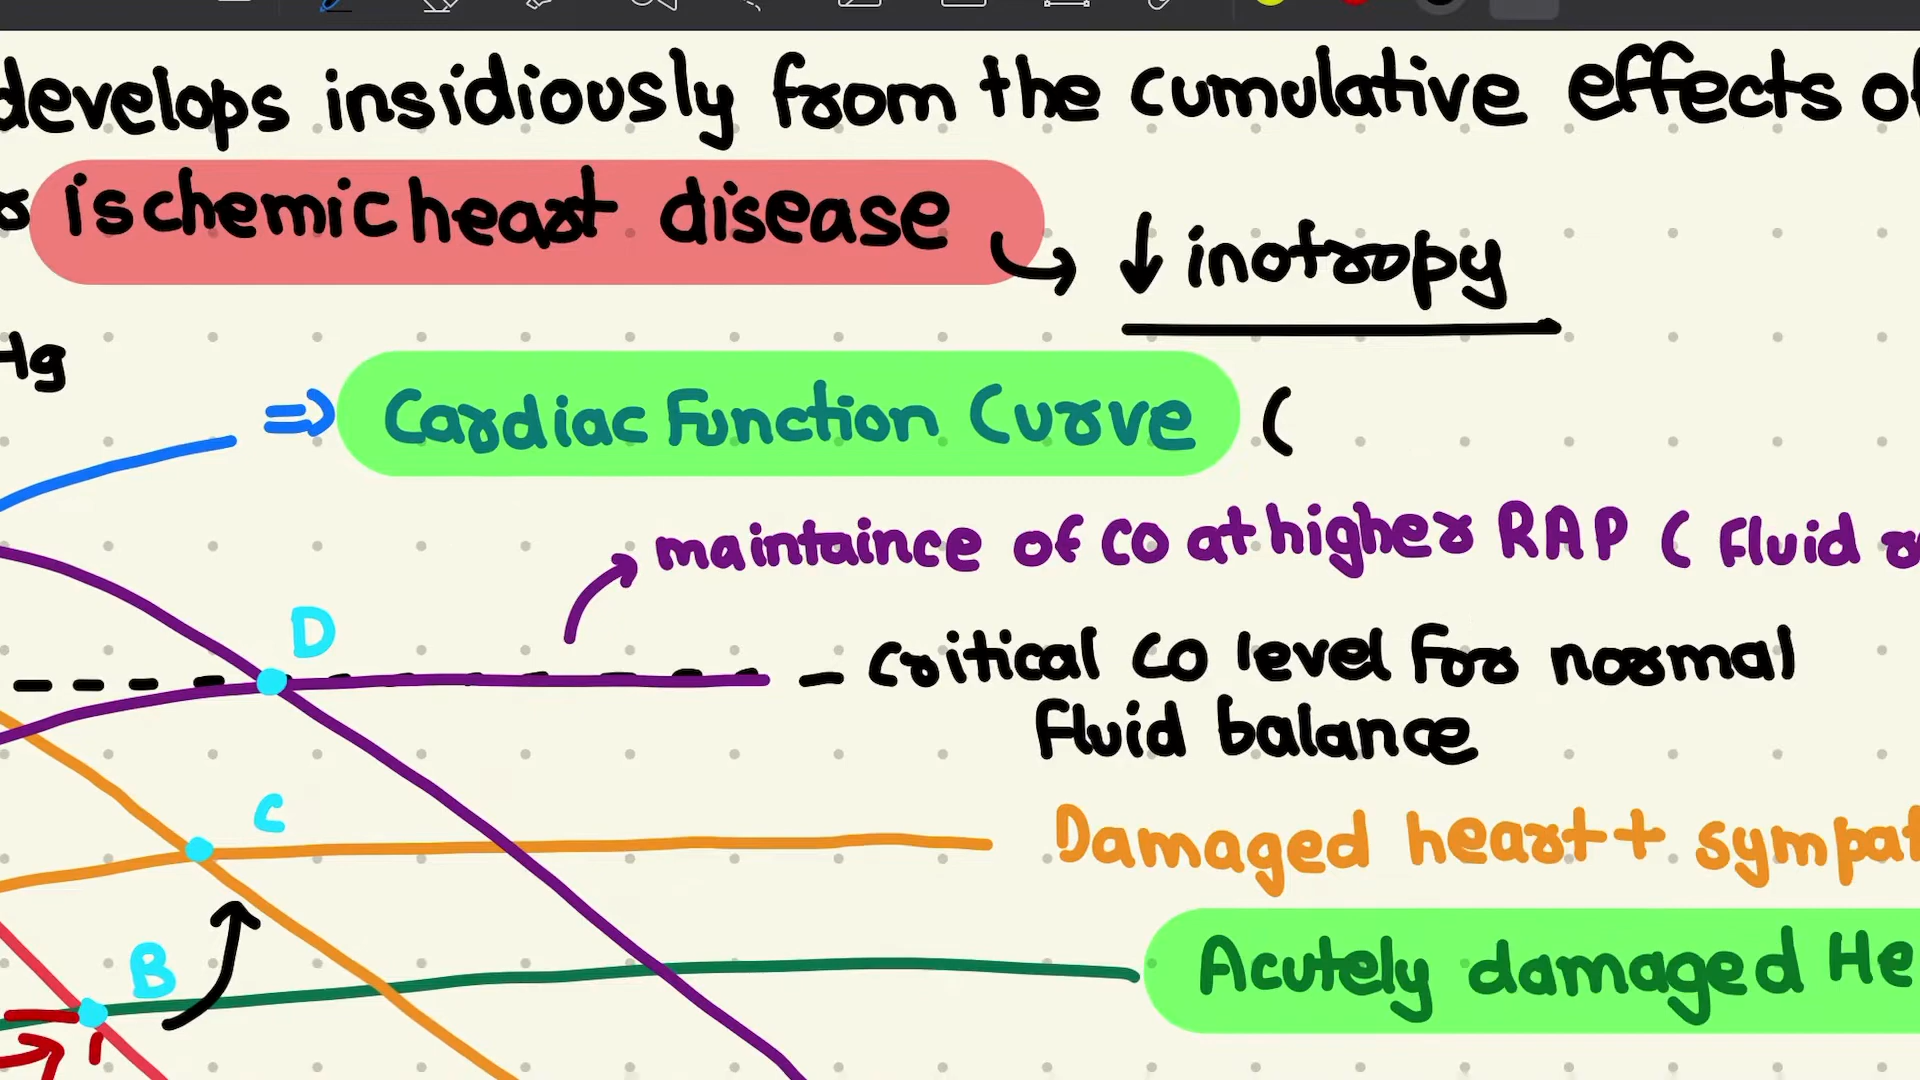 develops insidiously from the cumulative effects of
ischemic heart disease
↓ inotropy
Hg
=> Cardiac Function Curve (
maintaince of CO at higher RAP ( Fluid
D
- Critical CO level for normal
Fluid balance
C
Damaged heart + sympat
B
Acutely damaged He